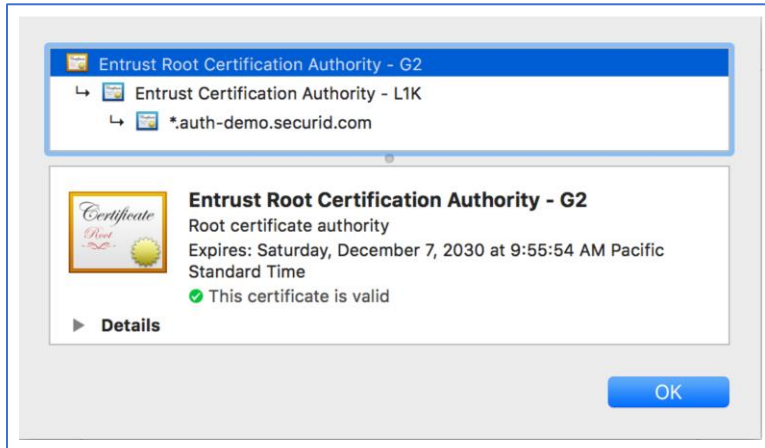 Entrust Root Certification Authority - G2
Entrust Certification Authority - L1K
*.auth-demo.securid.com
Certificate
Root
Entrust Root Certification Authority - G2
Root certificate authority
Expires: Saturday, December 7, 2030 at 9:55:54 AM Pacific
Standard Time
This certificate is valid
Details
OK